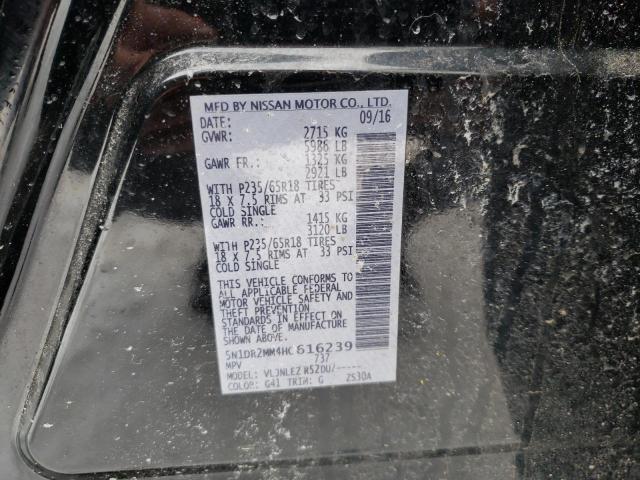 MFD BY NISSAN MOTOR CO., LTD.
DATE: 09/16
GVWR: 2715 KG
5986 LB
GAWR FR.: 1325 KG
2921 LB
WITH P235/65R18 TIRES
18 X 7.5 RIMS AT 33 PSI
COLD SINGLE
GAWR RR.: 1415 KG
3120 LB
WITH P235/65R18 TIRES
18 X 7.5 RIMS AT 33 PSI
COLD SINGLE
THIS VEHICLE CONFORMS TO
ALL APPLICABLE FEDERAL
MOTOR VEHICLE SAFETY AND
THEFT PREVENTION
STANDARDS IN EFFECT ON
THE DATE OF MANUFACTURE
SHOWN ABOVE.
5N1DR2MM4HC616239
MPV 737
MODEL:
COLOR: G41 TRIM: G ZS30A